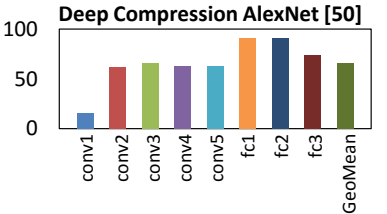 Deep Compression AlexNet [50]
100
50
0
conv1
conv2
conv3
conv4
conv5
fc1
fc2
fc3
GeoMean